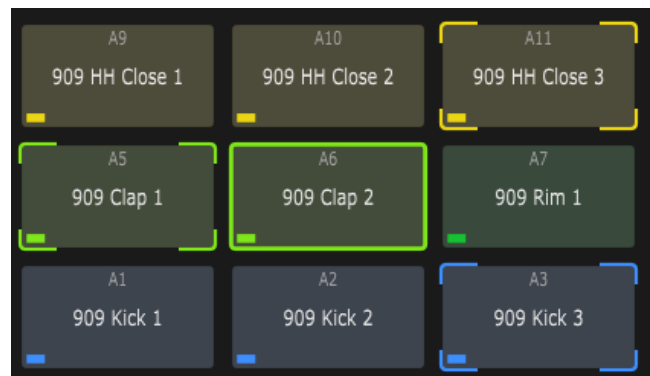 A9
909 HH Close 1
A10
909 HH Close 2
A11
909 HH Close 3
A5
909 Clap 1
A6
909 Clap 2
A7
909 Rim 1
A1
909 Kick 1
A2
909 Kick 2
A3
909 Kick 3